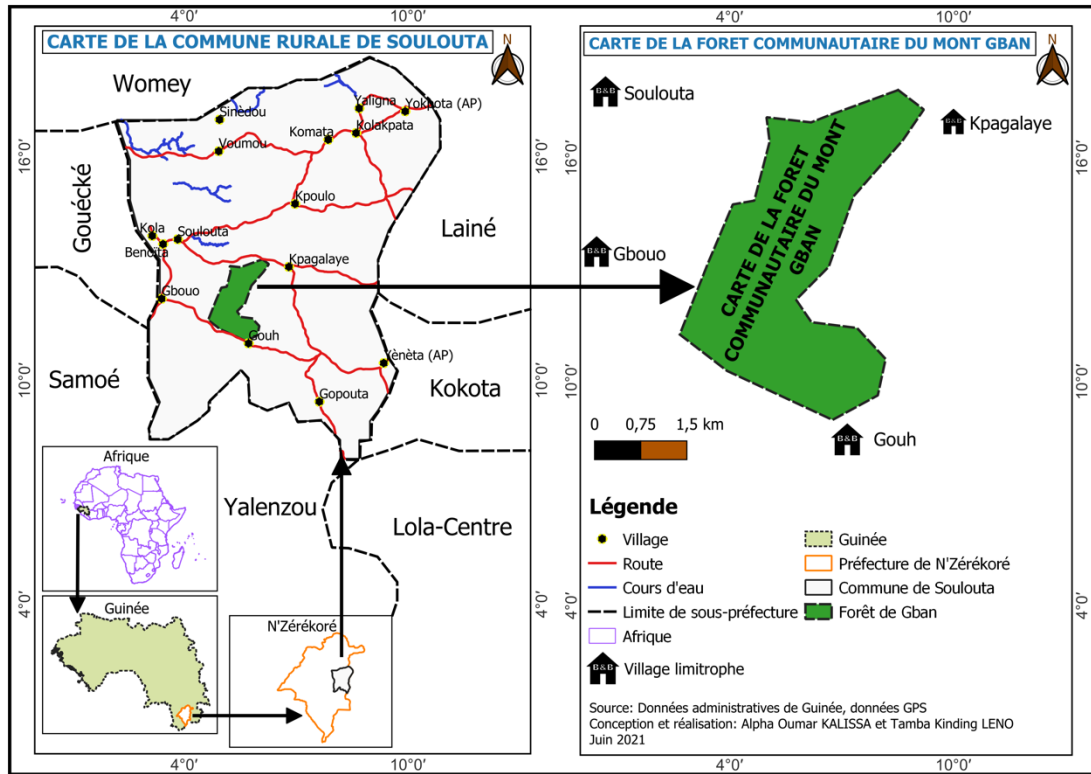 4°0'
10°0'
4°0'
10°0'
CARTE DE LA COMMUNE RURALE DE SOULOUTA
CARTE DE LA FORET COMMUNAUTAIRE DU MONT GBAN
N
N
Womey
Gouécké
Samoé
Lainé
Kokota
Yalenzou
Lola-Centre
Sinèdou
Voumou
Komata
Yaligna
Yokpota (AP)
Kolakpata
Kpoulo
Kola
Soulouta
Benoîta
Kpagalaye
Gbouo
Gouh
Yènèta (AP)
Gopouta
16°0'
10°0'
4°0'
16°0'
10°0'
4°0'
16°0'
10°0'
4°0'
Afrique
Guinée
N'Zérékoré
B&B
Soulouta
B&B
Kpagalaye
B&B
Gbouo
B&B
Gouh
CARTE DE LA FORET
COMMUNAUTAIRE DU MONT
GBAN
0 0,75 1,5 km
Légende
Village
Route
Cours d'eau
Limite de sous-préfecture
Afrique
B&B
Village limitrophe
Guinée
Préfecture de N'Zérékoré
Commune de Soulouta
Forêt de Gban
Source: Données administratives de Guinée, données GPS
Conception et réalisation: Alpha Oumar KALISSA et Tamba Kinding LENO
Juin 2021
4°0'
10°0'
4°0'
10°0'